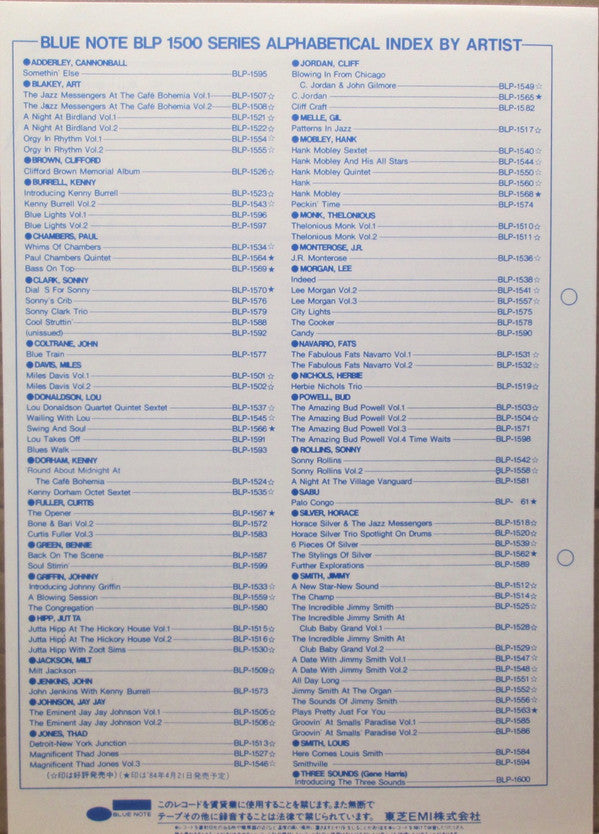 BLUE NOTE BLP 1500 SERIES ALPHABETICAL INDEX BY ARTIST
●ADDERLEY, CANNONBALL
Somethin' Else BLP-1595
●BLAKEY, ART
The Jazz Messengers At The Café Bohemia Vol.1 BLP-1507☆
The Jazz Messengers At The Café Bohemia Vol.2 BLP-1508☆
A Night At Birdland Vol.1 BLP-1521☆
A Night At Birdland Vol.2 BLP-1522☆
Orgy In Rhythm Vol.1 BLP-1554☆
Orgy In Rhythm Vol.2 BLP-1555☆
●BROWN, CLIFFORD
Clifford Brown Memorial Album BLP-1526☆
●BURRELL, KENNY
Introducing Kenny Burrell BLP-1523☆
Kenny Burrell Vol.2 BLP-1543☆
Blue Lights Vol.1 BLP-1596
Blue Lights Vol.2 BLP-1597
●CHAMBERS, PAUL
Whims Of Chambers BLP-1534☆
Paul Chambers Quintet BLP-1564★
Bass On Top BLP-1569★
●CLARK, SONNY
Dial S For Sonny BLP-1570★
Sonny's Crib BLP-1576
Sonny Clark Trio BLP-1579
Cool Struttin' BLP-1588
(unissued) BLP-1592
●COLTRANE, JOHN
Blue Train BLP-1577
●DAVIS, MILES
Miles Davis Vol.1 BLP-1501☆
Miles Davis Vol.2 BLP-1502☆
●DONALDSON, LOU
Lou Donaldson Quartet Quintet Sextet BLP-1537☆
Wailing With Lou BLP-1545☆
Swing And Soul BLP-1566★
Lou Takes Off BLP-1591
Blues Walk BLP-1593
●DORHAM, KENNY
Round About Midnight At
The Café Bohemia BLP-1524☆
Kenny Dorham Octet Sextet BLP-1535☆
●FULLER, CURTIS
The Opener BLP-1567★
Bone & Bari Vol.2 BLP-1572
Curtis Fuller Vol.3 BLP-1583
●GREEN, BENNIE
Back On The Scene BLP-1587
Soul Stirrin' BLP-1599
●GRIFFIN, JOHNNY
Introducing Johnny Griffin BLP-1533☆
A Blowing Session BLP-1559☆
The Congregation BLP-1580
●HIPP, JUTTA
Jutta Hipp At The Hickory House Vol.1 BLP-1515☆
Jutta Hipp At The Hickory House Vol.2 BLP-1516☆
Jutta Hipp With Zoot Sims BLP-1530☆
●JACKSON, MILT
Milt Jackson BLP-1509☆
●JENKINS, JOHN
John Jenkins With Kenny Burrell BLP-1573
●JOHNSON, JAY JAY
The Eminent Jay Jay Johnson Vol.1 BLP-1505☆
The Eminent Jay Jay Johnson Vol.2 BLP-1506☆
●JONES, THAD
Detroit-New York Junction BLP-1513☆
Magnificent Thad Jones BLP-1527☆
Magnificent Thad Jones Vol.3 BLP-1546☆
(☆印は好評発売中)(★印は'84年4月21日発売予定)
●JORDAN, CLIFF
Blowing In From Chicago
C. Jordan & John Gilmore BLP-1549☆
C. Jordan BLP-1565★
Cliff Craft BLP-1582
●MELLE, GIL
Patterns In Jazz BLP-1517☆
●MOBLEY, HANK
Hank Mobley Sextet BLP-1540☆
Hank Mobley And His All Stars BLP-1544☆
Hank Mobley Quintet BLP-1550☆
Hank BLP-1560☆
Hank Mobley BLP-1568★
Peckin' Time BLP-1574
●MONK, THELONIOUS
Thelonious Monk Vol.1 BLP-1510☆
Thelonious Monk Vol.2 BLP-1511☆
●MONTEROSE, J.R.
J.R. Monterose BLP-1536☆
●MORGAN, LEE
Indeed BLP-1538☆
Lee Morgan Vol.2 BLP-1541☆
Lee Morgan Vol.3 BLP-1557☆
City Lights BLP-1575
The Cooker BLP-1578
Candy BLP-1590
●NAVARRO, FATS
The Fabulous Fats Navarro Vol.1 BLP-1531☆
The Fabulous Fats Navarro Vol.2 BLP-1532☆
●NICHOLS, HERBIE
Herbie Nichols Trio BLP-1519☆
●POWELL, BUD
The Amazing Bud Powell Vol.1 BLP-1503☆
The Amazing Bud Powell Vol.2 BLP-1504☆
The Amazing Bud Powell Vol.3 BLP-1571
The Amazing Bud Powell Vol.4 Time Waits BLP-1598
●ROLLINS, SONNY
Sonny Rollins BLP-1542☆
Sonny Rollins Vol.2 BLP-1558☆
A Night At The Village Vanguard BLP-1581
●SABU
Palo Congo BLP- 61★
●SILVER, HORACE
Horace Silver & The Jazz Messengers BLP-1518☆
Horace Silver Trio Spotlight On Drums BLP-1520☆
6 Pieces Of Silver BLP-1539☆
The Stylings Of Silver BLP-1562★
Further Explorations BLP-1589
●SMITH, JIMMY
A New Star-New Sound BLP-1512☆
The Champ BLP-1514☆
The Incredible Jimmy Smith BLP-1525☆
The Incredible Jimmy Smith At
Club Baby Grand Vol.1 BLP-1528☆
The Incredible Jimmy Smith At
Club Baby Grand Vol.2 BLP-1529☆
A Date With Jimmy Smith Vol.1 BLP-1547☆
A Date With Jimmy Smith Vol.2 BLP-1548☆
All Day Long BLP-1551☆
Jimmy Smith At The Organ BLP-1552☆
The Sounds Of Jimmy Smith BLP-1556☆
Plays Pretty Just For You BLP-1563★
Groovin' At Smalls Paradise Vol.1 BLP-1585
Groovin' At Smalls Paradise Vol.2 BLP-1586
●SMITH, LOUIS
Here Comes Louis Smith BLP-1584
Smithville BLP-1594
●THREE SOUNDS (Gene Harris)
Introducing The Three Sounds BLP-1600
BLUE NOTE
このレコードを賃貸業に使用することを禁じます。また無断で
テープその他に録音することは法律で禁じられています。 東芝EMI株式会社